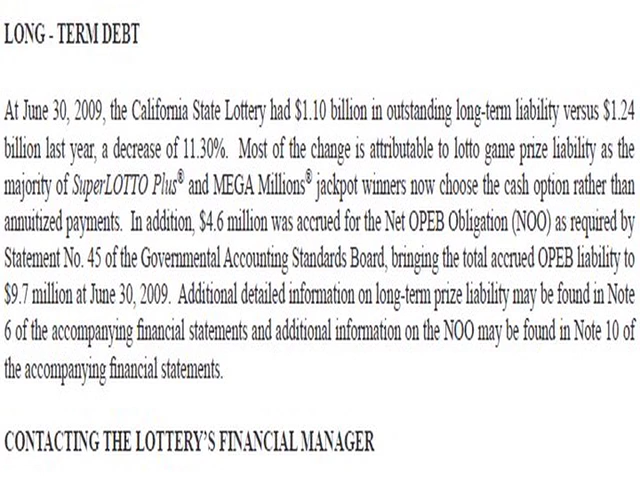 LONG - TERM DEBT
At June 30, 2009, the California State Lottery had $1.10 billion in outstanding long-term liability versus $1.24
billion last year, a decrease of 11.30%. Most of the change is attributable to lotto game prize liability as the
majority of SuperLOTTO Plus® and MEGA Millions® jackpot winners now choose the cash option rather than
annuitized payments. In addition, $4.6 million was accrued for the Net OPEB Obligation (NOO) as required by
Statement No. 45 of the Governmental Accounting Standards Board, bringing the total accrued OPEB liability to
$9.7 million at June 30, 2009. Additional detailed information on long-term prize liability may be found in Note
6 of the accompanying financial statements and additional information on the NOO may be found in Note 10 of
the accompanying financial statements.
CONTACTING THE LOTTERY'S FINANCIAL MANAGER